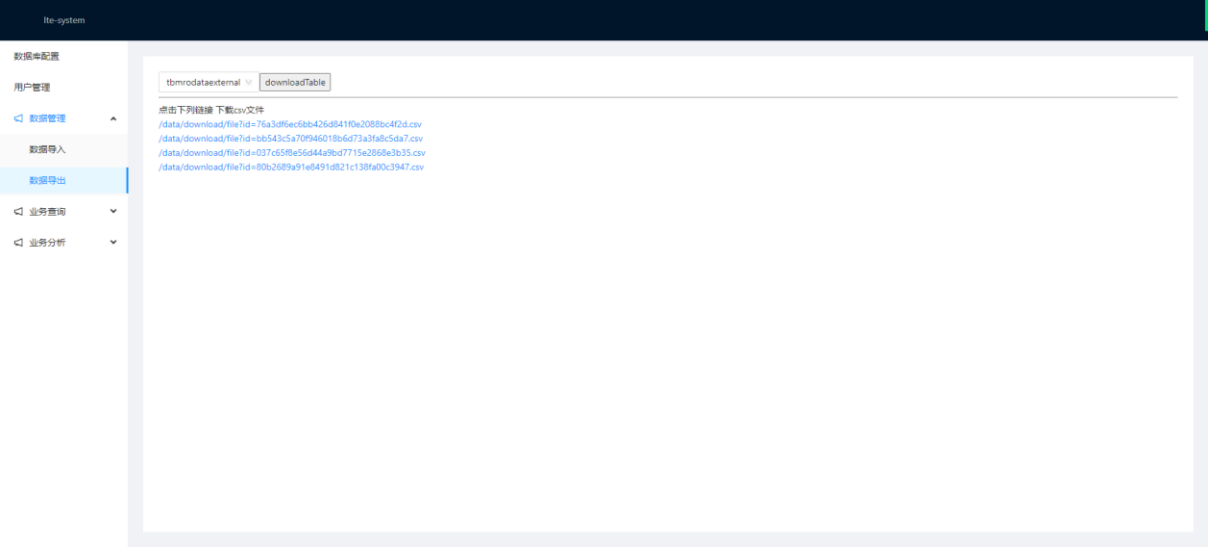 lte-system
数据库配置
用户管理
数据管理
数据导入
数据导出
业务查询
业务分析
tbmrodataexternal
downloadTable
点击下列链接 下载csv文件
/data/download/file?id=76a3df6ec6bb426d841f0e2088bc4f2d.csv
/data/download/file?id=bb543c5a70f946018b6d73a3fa8c5da7.csv
/data/download/file?id=037c65f8e56d44a9bd7715e2868e3b35.csv
/data/download/file?id=80b2689a91e8491d821c138fa00c3947.csv